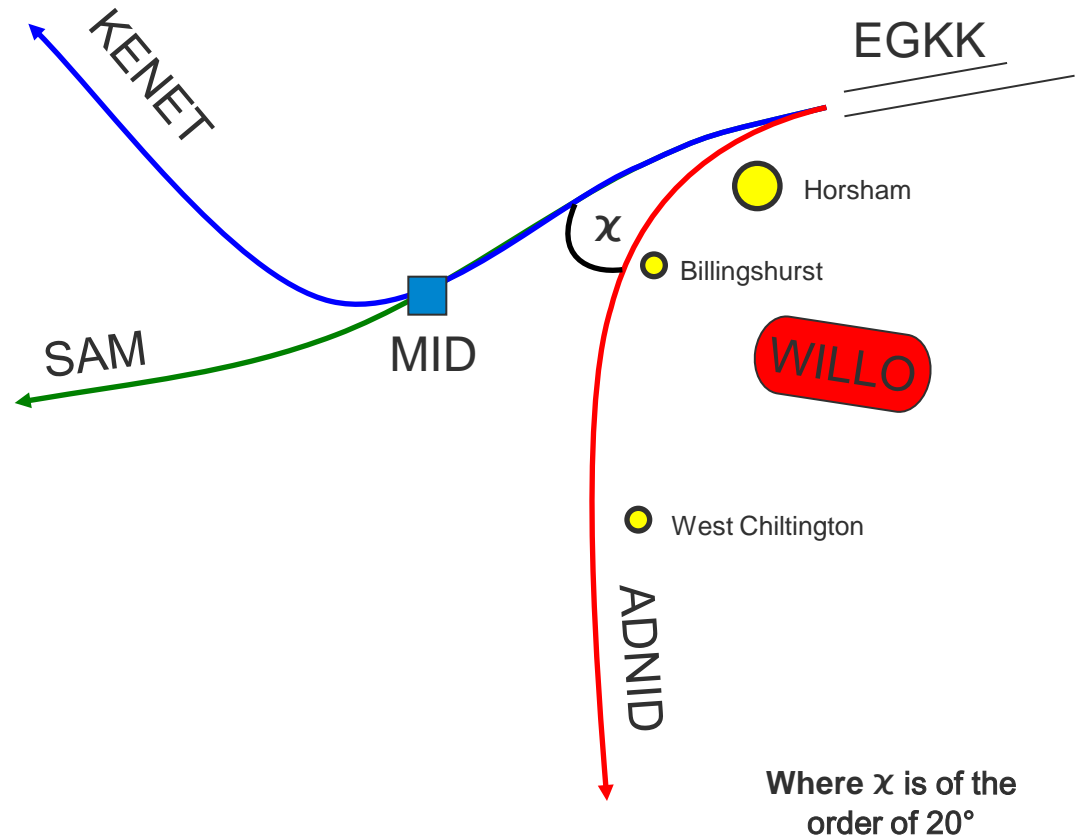 EGKK
KENET
Horsham
χ
Billingshurst
SAM
MID
WILLO
West Chiltington
ADNID
Where χ is of the
order of 20°